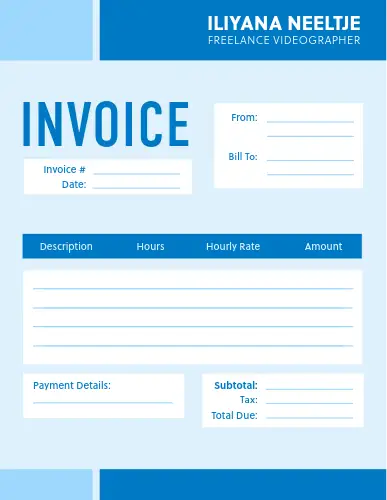 ILIYANA NEELTJE
FREELANCE VIDEOGRAPHER
INVOICE
Invoice #
Date:
From:
Bill To:
Description Hours Hourly Rate Amount
Payment Details:
Subtotal:
Tax:
Total Due: